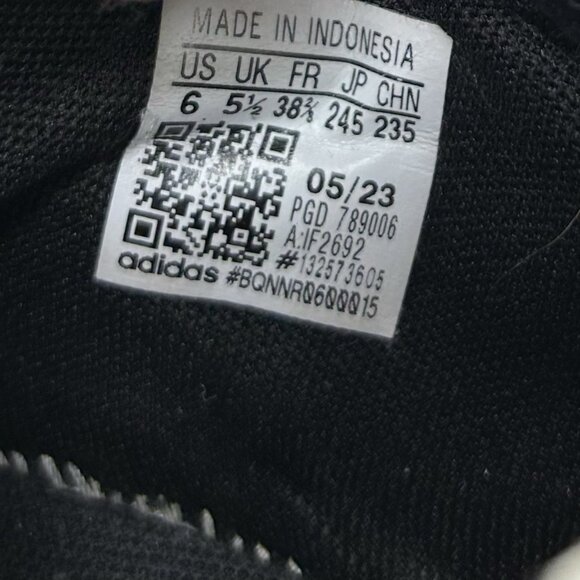 MADE IN INDONESIA
US UK FR JP CHN
6 5½ 38⅔ 245 235
05/23
PGD 789006
A:IF2692
#132573605
adidas #BQNNR0600015